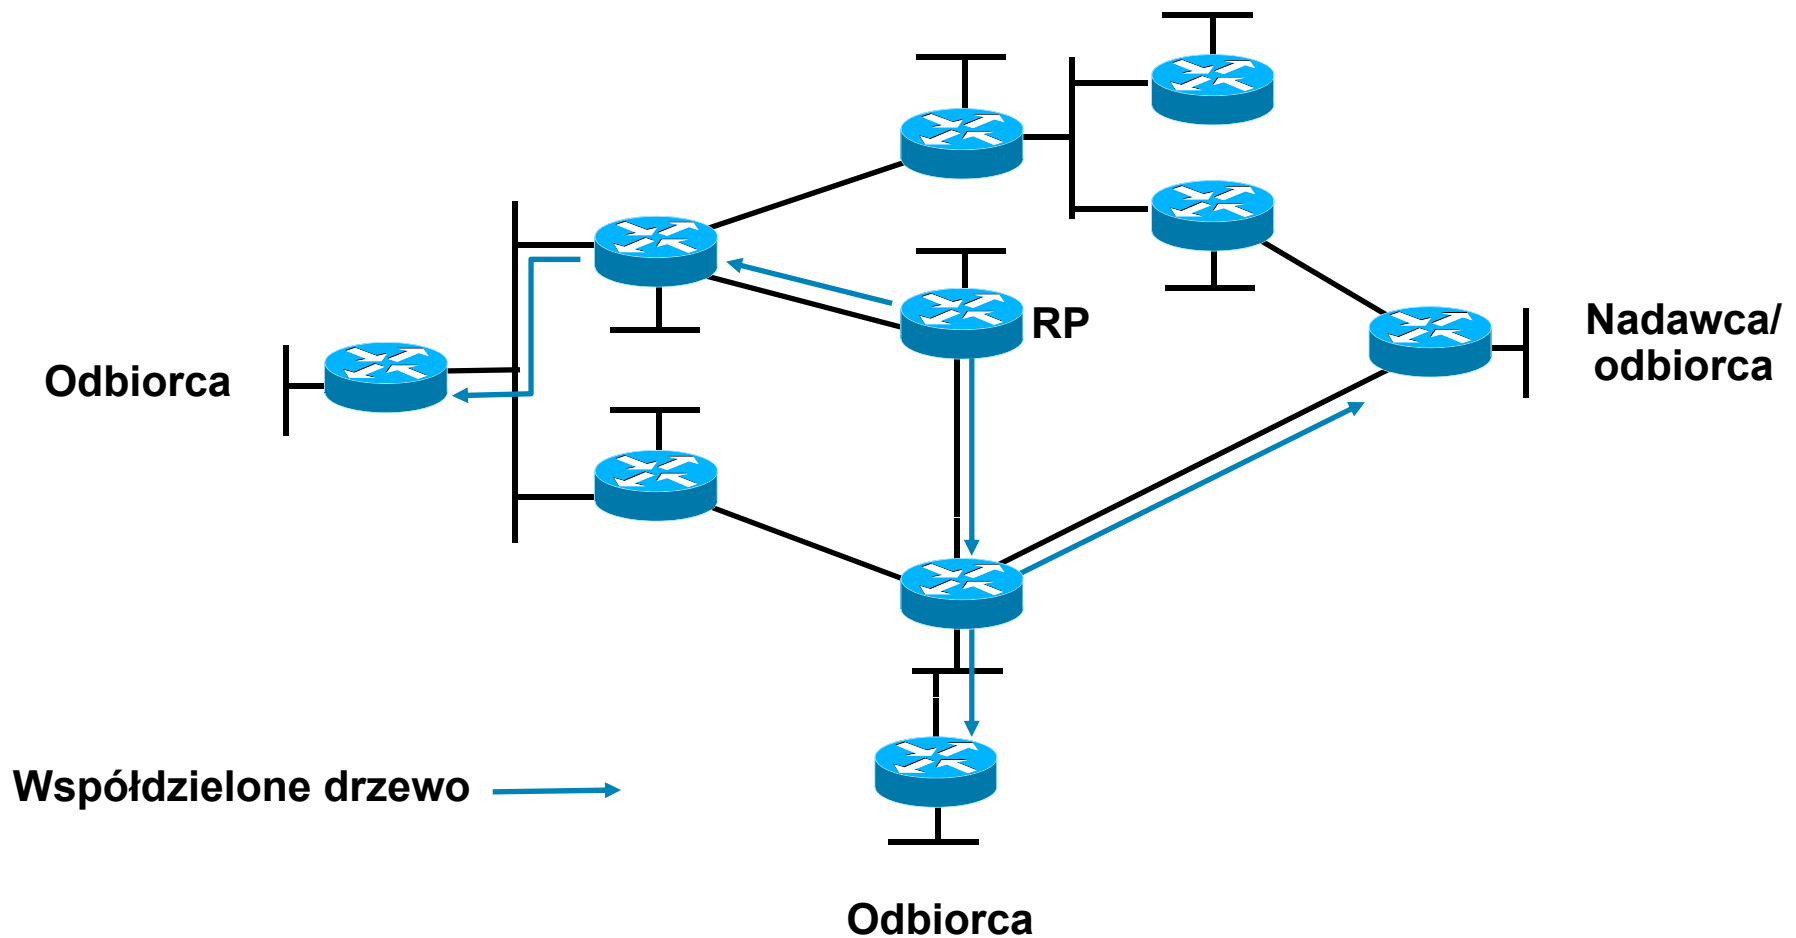 RP
Nadawca/
odbiorca
Odbiorca
Współdzielone drzewo
Odbiorca